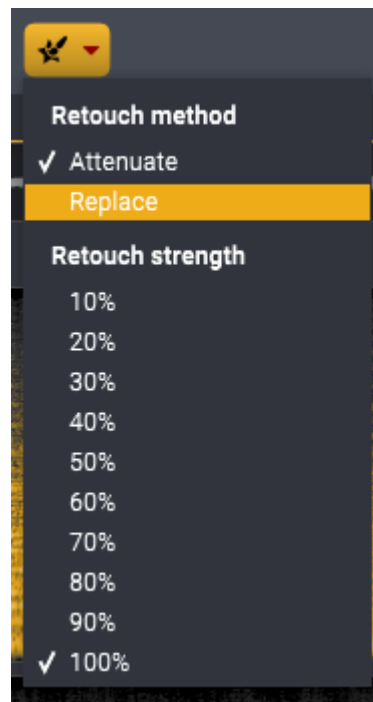 Retouch method
✓ Attenuate
Replace
Retouch strength
10%
20%
30%
40%
50%
60%
70%
80%
90%
✓ 100%